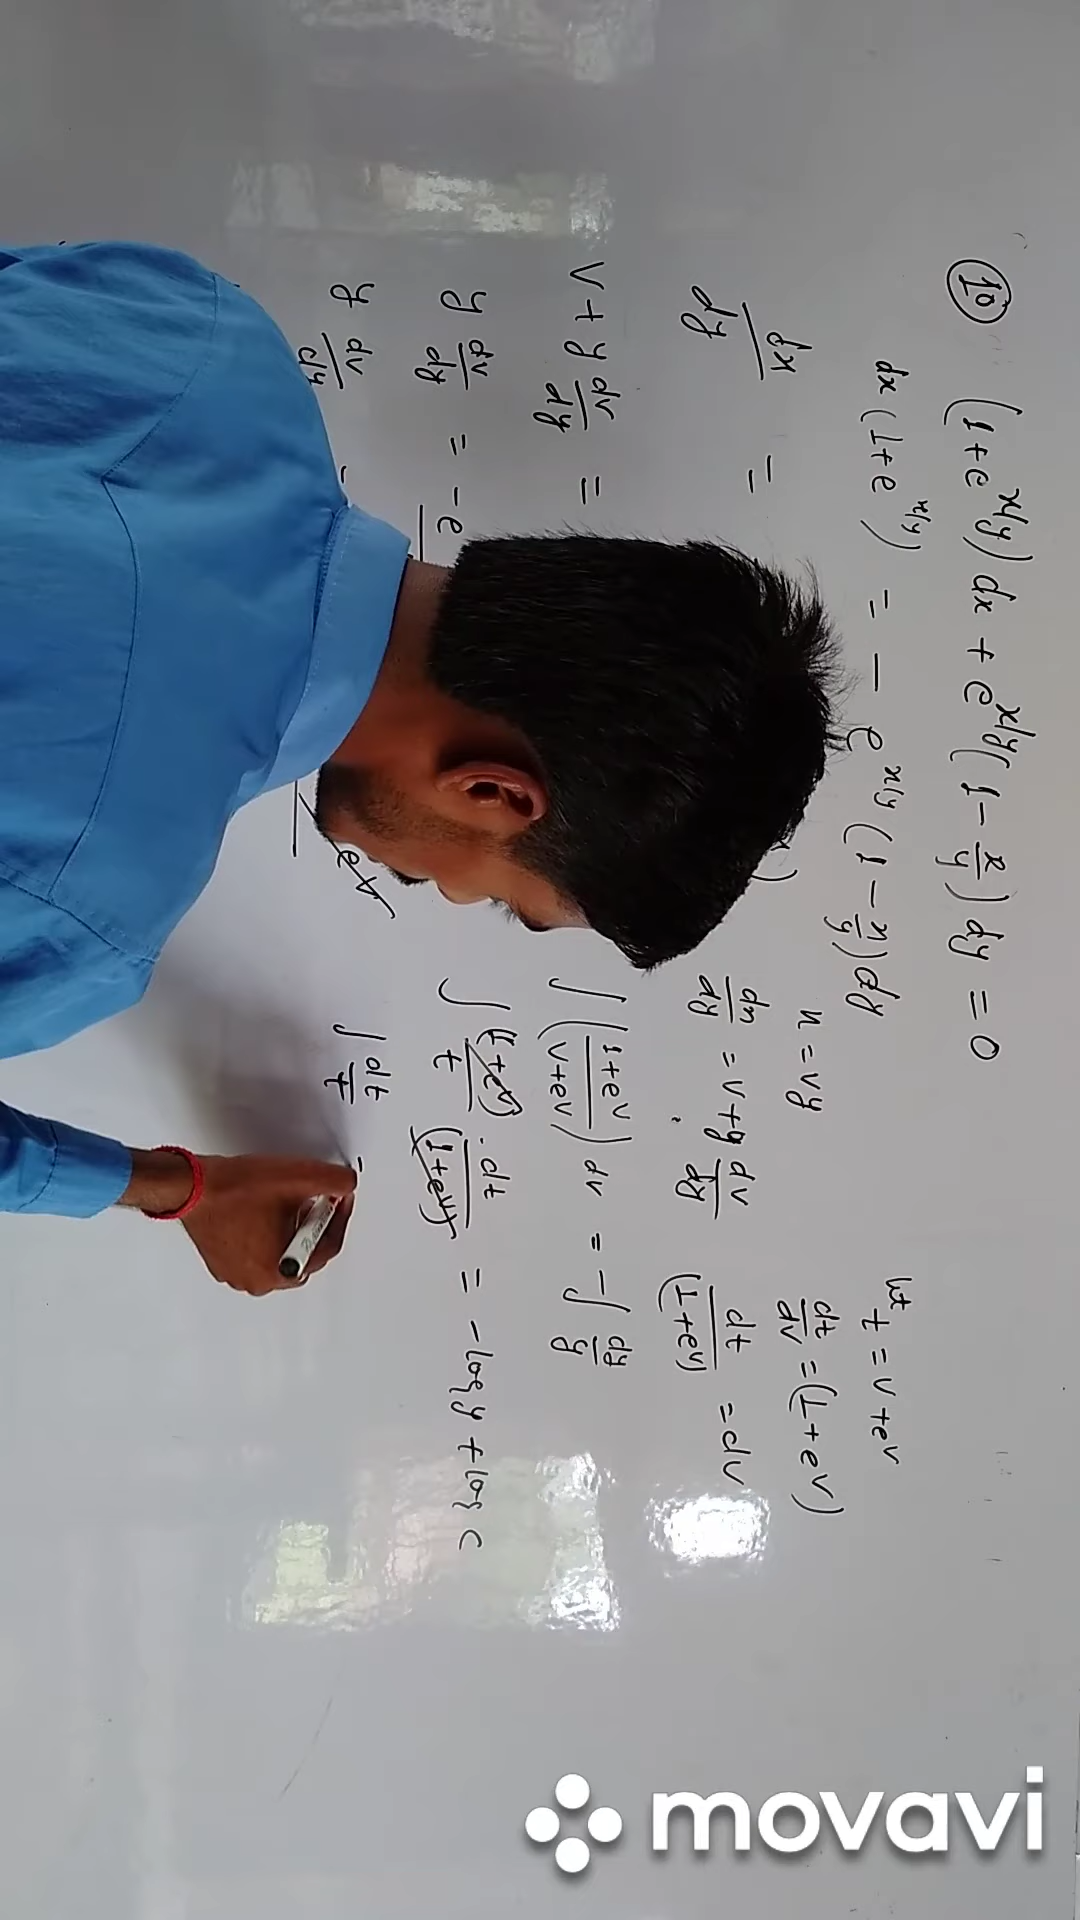 10 (1+e^x/y) dx + e^x/y (1 - x/y) dy = 0
dx (1+e^x/y) = - e^x/y (1 - x/y) dy
dx/dy =
v + y dv/dy =
y dv/dy = -e
y dv/dy
x = vy
dx/dy = v + y dv/dy
∫ (1+e^v / v+e^v) dv = -∫ dy/y
∫ (1+e^v)/t . dt/(1+e^v) = -log y + log c
∫ dt/t =
let t = v + e^v
dt/dv = (1+e^v)
dt/(1+e^v) = dv
movavi